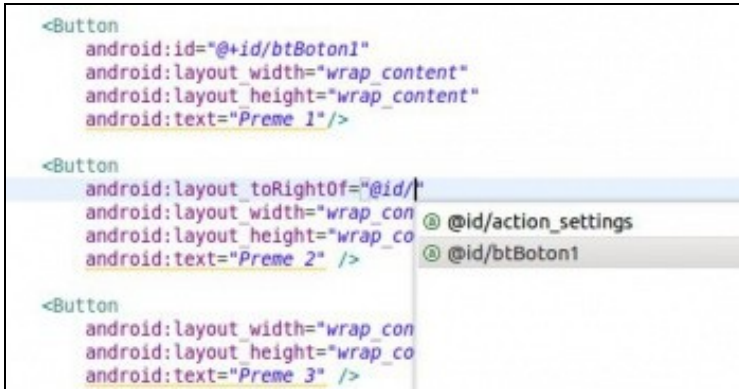 <Button
android:id="@+id/btBoton1"
android:layout_width="wrap_content"
android:layout_height="wrap_content"
android:text="Preme 1"/>
<Button
android:layout_toRightOf="@id/"
android:layout_width="wrap_con
android:layout_height="wrap_co
android:text="Preme 2" />
@id/action_settings
@id/btBoton1
<Button
android:layout_width="wrap_con
android:layout_height="wrap_co
android:text="Preme 3" />